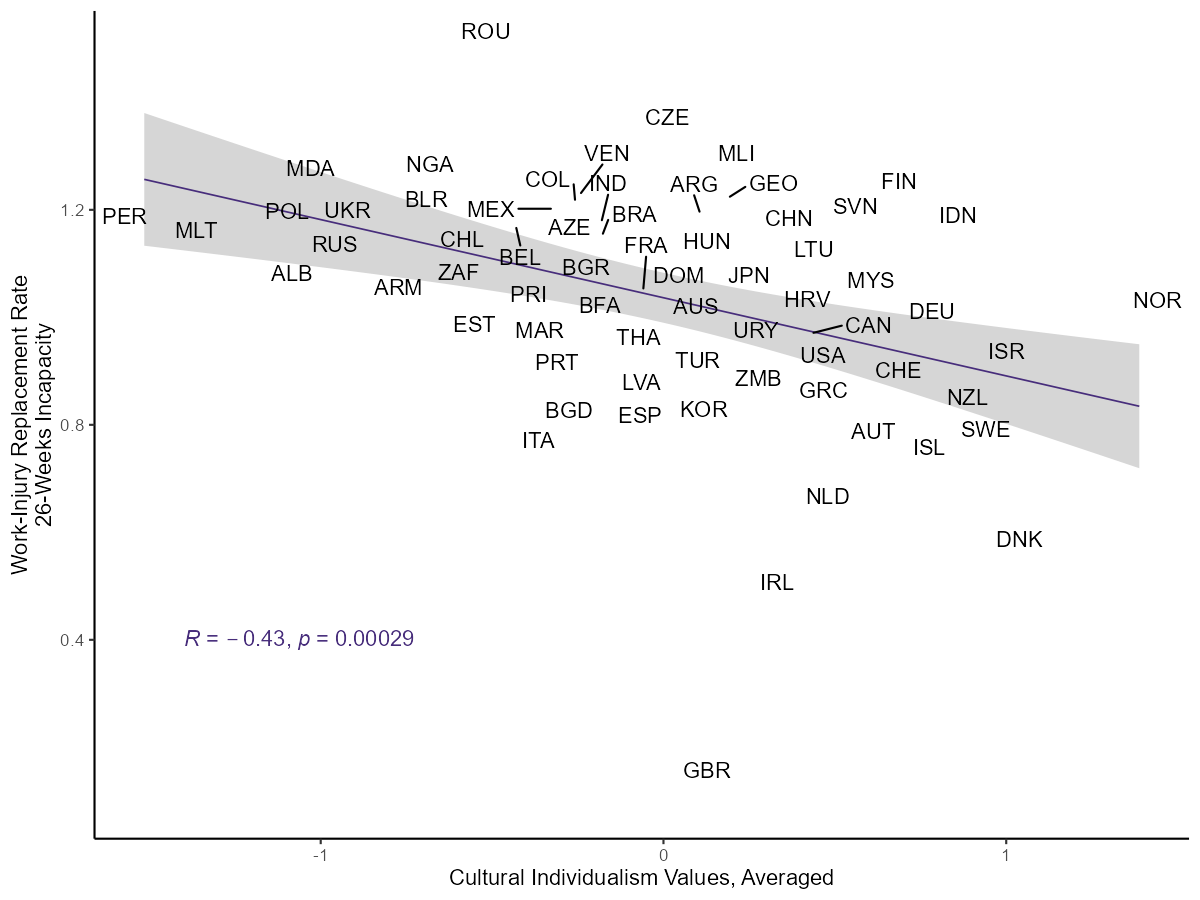 ROU
CZE
VEN
MLI
NGA
MDA
COL
IND
ARG
GEO
FIN
BLR
MEX
UKR
POL
PER
BRA
SVN
IDN
CHN
MLT
AZE
RUS
CHL
FRA
HUN
LTU
BEL
BGR
DOM
JPN
MYS
ALB
ZAF
ARM
PRI
BFA
AUS
HRV
NOR
DEU
EST
MAR
THA
URY
CAN
PRT
TUR
USA
ISR
LVA
ZMB
CHE
GRC
NZL
BGD
ESP
KOR
ITA
AUT
SWE
ISL
NLD
DNK
IRL
GBR
R = − 0.43, p = 0.00029
1.2
0.8
0.4
-1
0
1
Work-Injury Replacement Rate
26-Weeks Incapacity
Cultural Individualism Values, Averaged